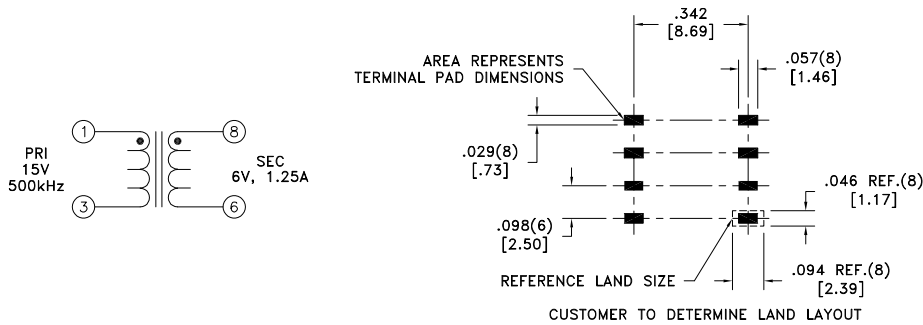 1
3
PRI
15V
500kHz
8
6
SEC
6V, 1.25A
.342
[8.69]
AREA REPRESENTS
TERMINAL PAD DIMENSIONS
.057(8)
[1.46]
.029(8)
[.73]
.046 REF.(8)
[1.17]
.098(6)
[2.50]
REFERENCE LAND SIZE
.094 REF.(8)
[2.39]
CUSTOMER TO DETERMINE LAND LAYOUT